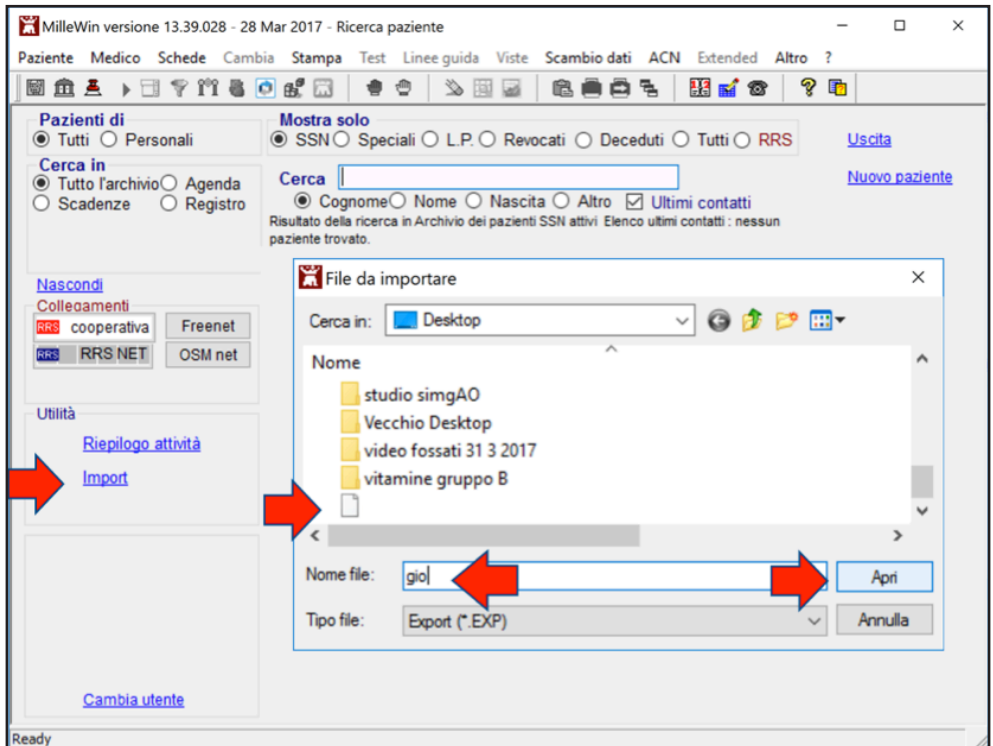 MilleWin versione 13.39.028 - 28 Mar 2017 - Ricerca paziente
Paziente Medico Schede Cambia Stampa Test Linee guida Viste Scambio dati ACN Extended Altro ?
Pazienti di
Tutti Personali
Mostra solo
SSN Speciali L.P. Revocati Deceduti Tutti RRS
Uscita
Cerca in
Tutto l'archivio Agenda
Scadenze Registro
Cerca
Cognome Nome Nascita Altro Ultimi contatti
Nuovo paziente
Risultato della ricerca in Archivio dei pazienti SSN attivi Elenco ultimi contatti : nessun
paziente trovato.
Nascondi
Collegamenti
RRS cooperativa Freenet
RRS RRS NET OSM net
Utilità
Riepilogo attività
Import
Cambia utente
File da importare
Cerca in: Desktop
Nome
studio simgAO
Vecchio Desktop
video fossati 31 3 2017
vitamine gruppo B
Nome file: gio Apri
Tipo file: Export (*.EXP) Annulla
Ready